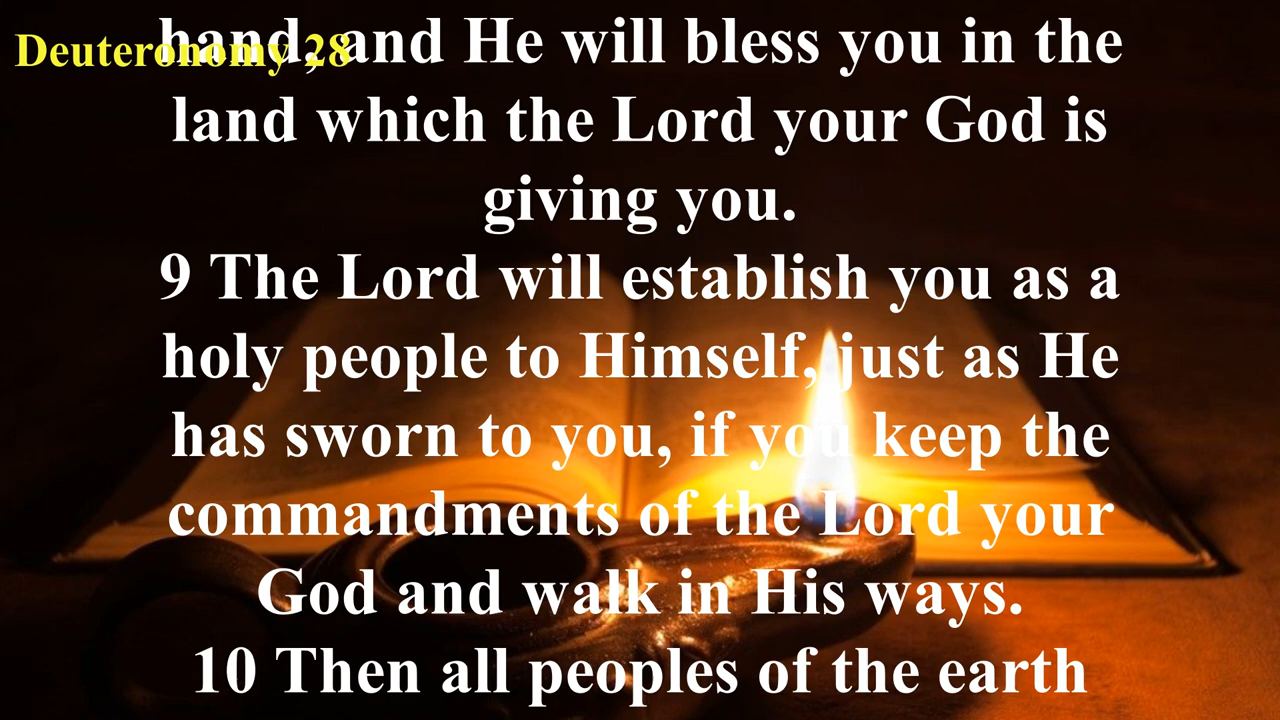 Deuteronomy 28
hand, and He will bless you in the
land which the Lord your God is
giving you.
9 The Lord will establish you as a
holy people to Himself, just as He
has sworn to you, if you keep the
commandments of the Lord your
God and walk in His ways.
10 Then all peoples of the earth